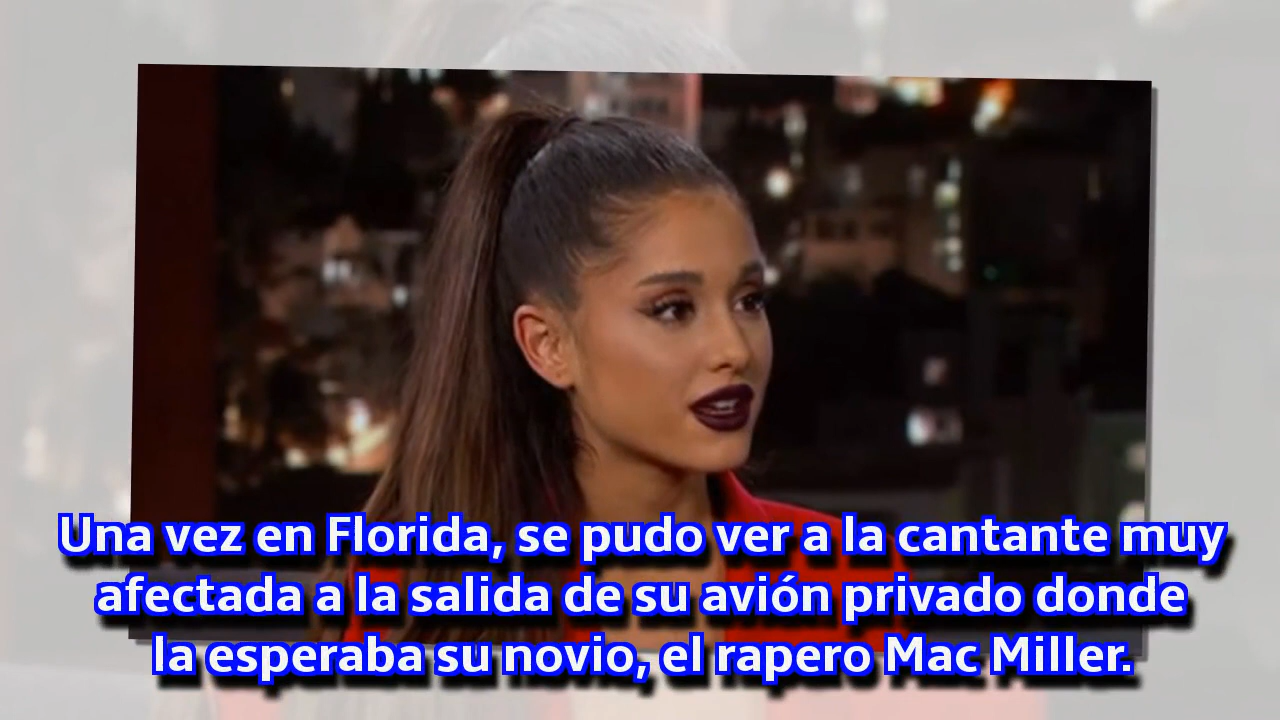 Una vez en Florida, se pudo ver a la cantante muy
afectada a la salida de su avión privado donde
la esperaba su novio, el rapero Mac Miller.